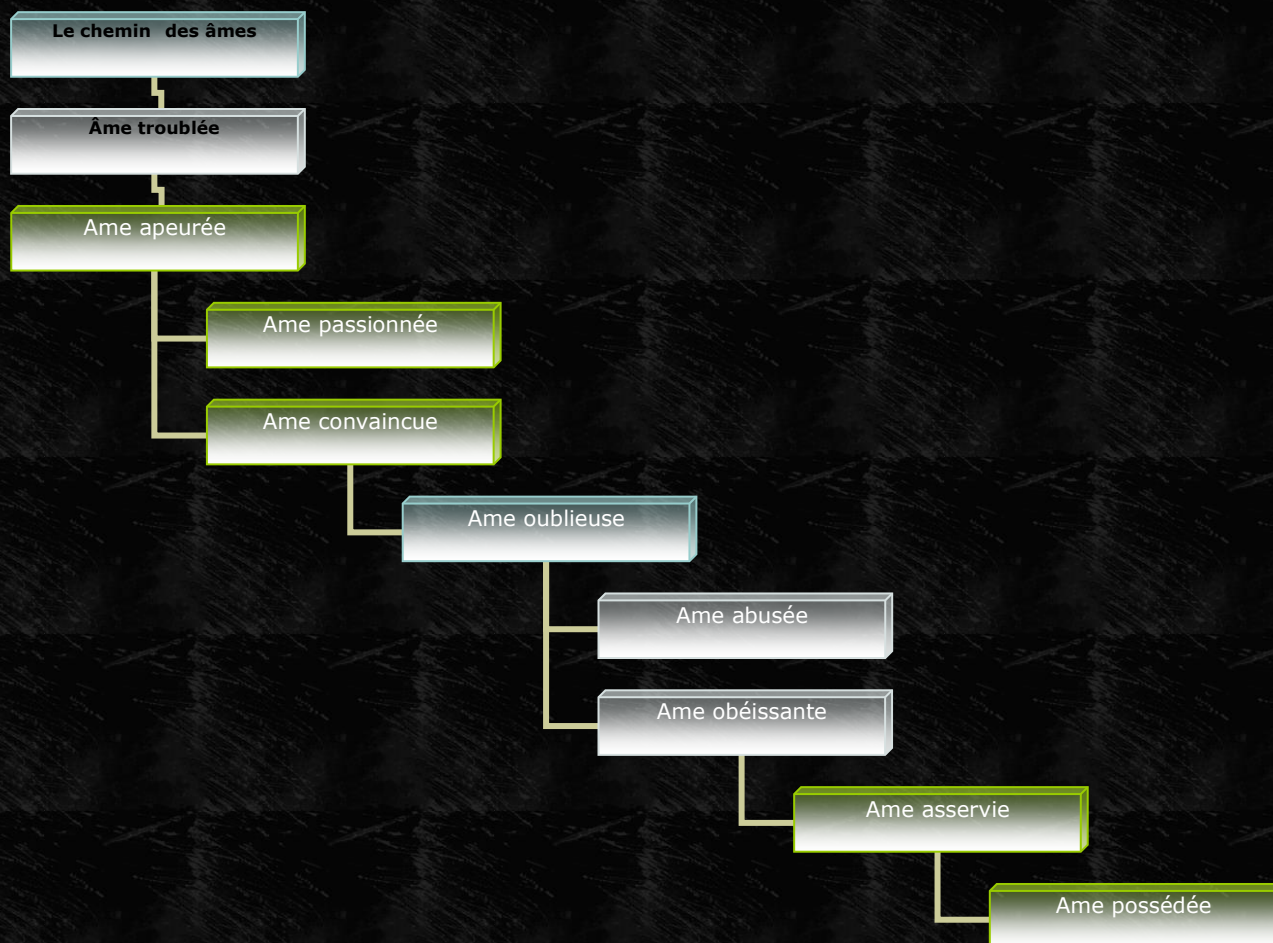 Le chemin  des âmes
Âme troublée
Ame apeurée
Ame passionnée
Ame convaincue
Ame oublieuse
Ame abusée
Ame obéissante
Ame asservie
Ame possédée